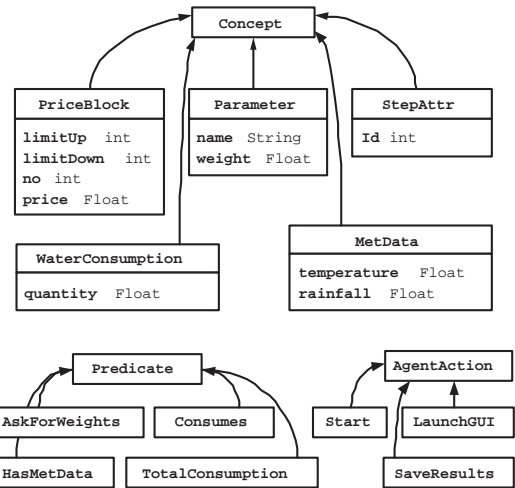 Concept
PriceBlock
limitUp int
limitDown int
no int
price Float
Parameter
name String
weight Float
StepAttr
Id int
WaterConsumption
quantity Float
MetData
temperature Float
rainfall Float
Predicate
AskForWeights
Consumes
HasMetData
TotalConsumption
AgentAction
Start
LaunchGUI
SaveResults